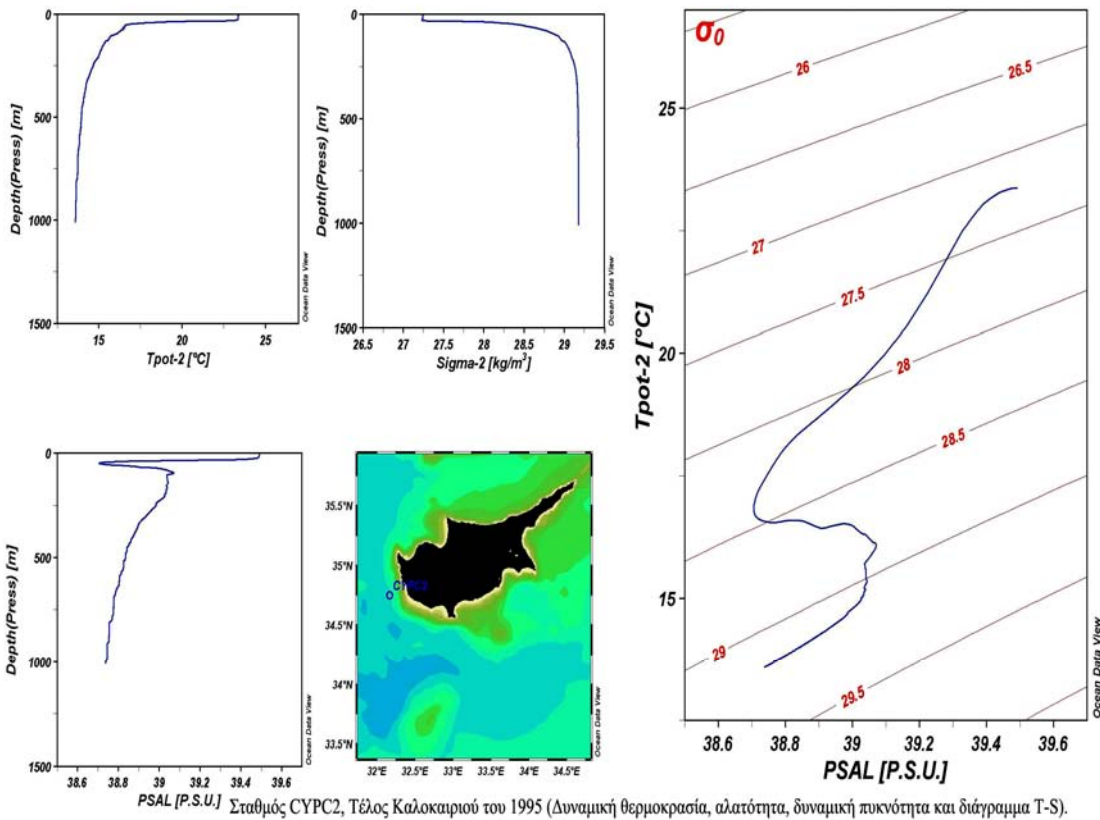 0
500
1000
1500
Depth(Press) [m]
15
20
25
Tpot-2 [°C]
Ocean Data View
0
500
1000
1500
Depth(Press) [m]
26.5
27
27.5
28
28.5
29
29.5
Sigma-2 [kg/m³]
Ocean Data View
σ0
26
26.5
27
27.5
28
28.5
29
29.5
25
20
15
Tpot-2 [°C]
38.6
38.8
39
39.2
39.4
39.6
PSAL [P.S.U.]
Ocean Data View
0
500
1000
1500
Depth(Press) [m]
38.6
38.8
39
39.2
39.4
39.6
PSAL [P.S.U.]
Ocean Data View
35.5°N
35°N
34.5°N
34°N
33.5°N
CYPC2
32°E
32.5°E
33°E
33.5°E
34°E
34.5°E
Ocean Data View
Σταθμός CYPC2, Τέλος Καλοκαιριού του 1995 (Δυναμική θερμοκρασία, αλατότητα, δυναμική πυκνότητα και διάγραμμα T-S).